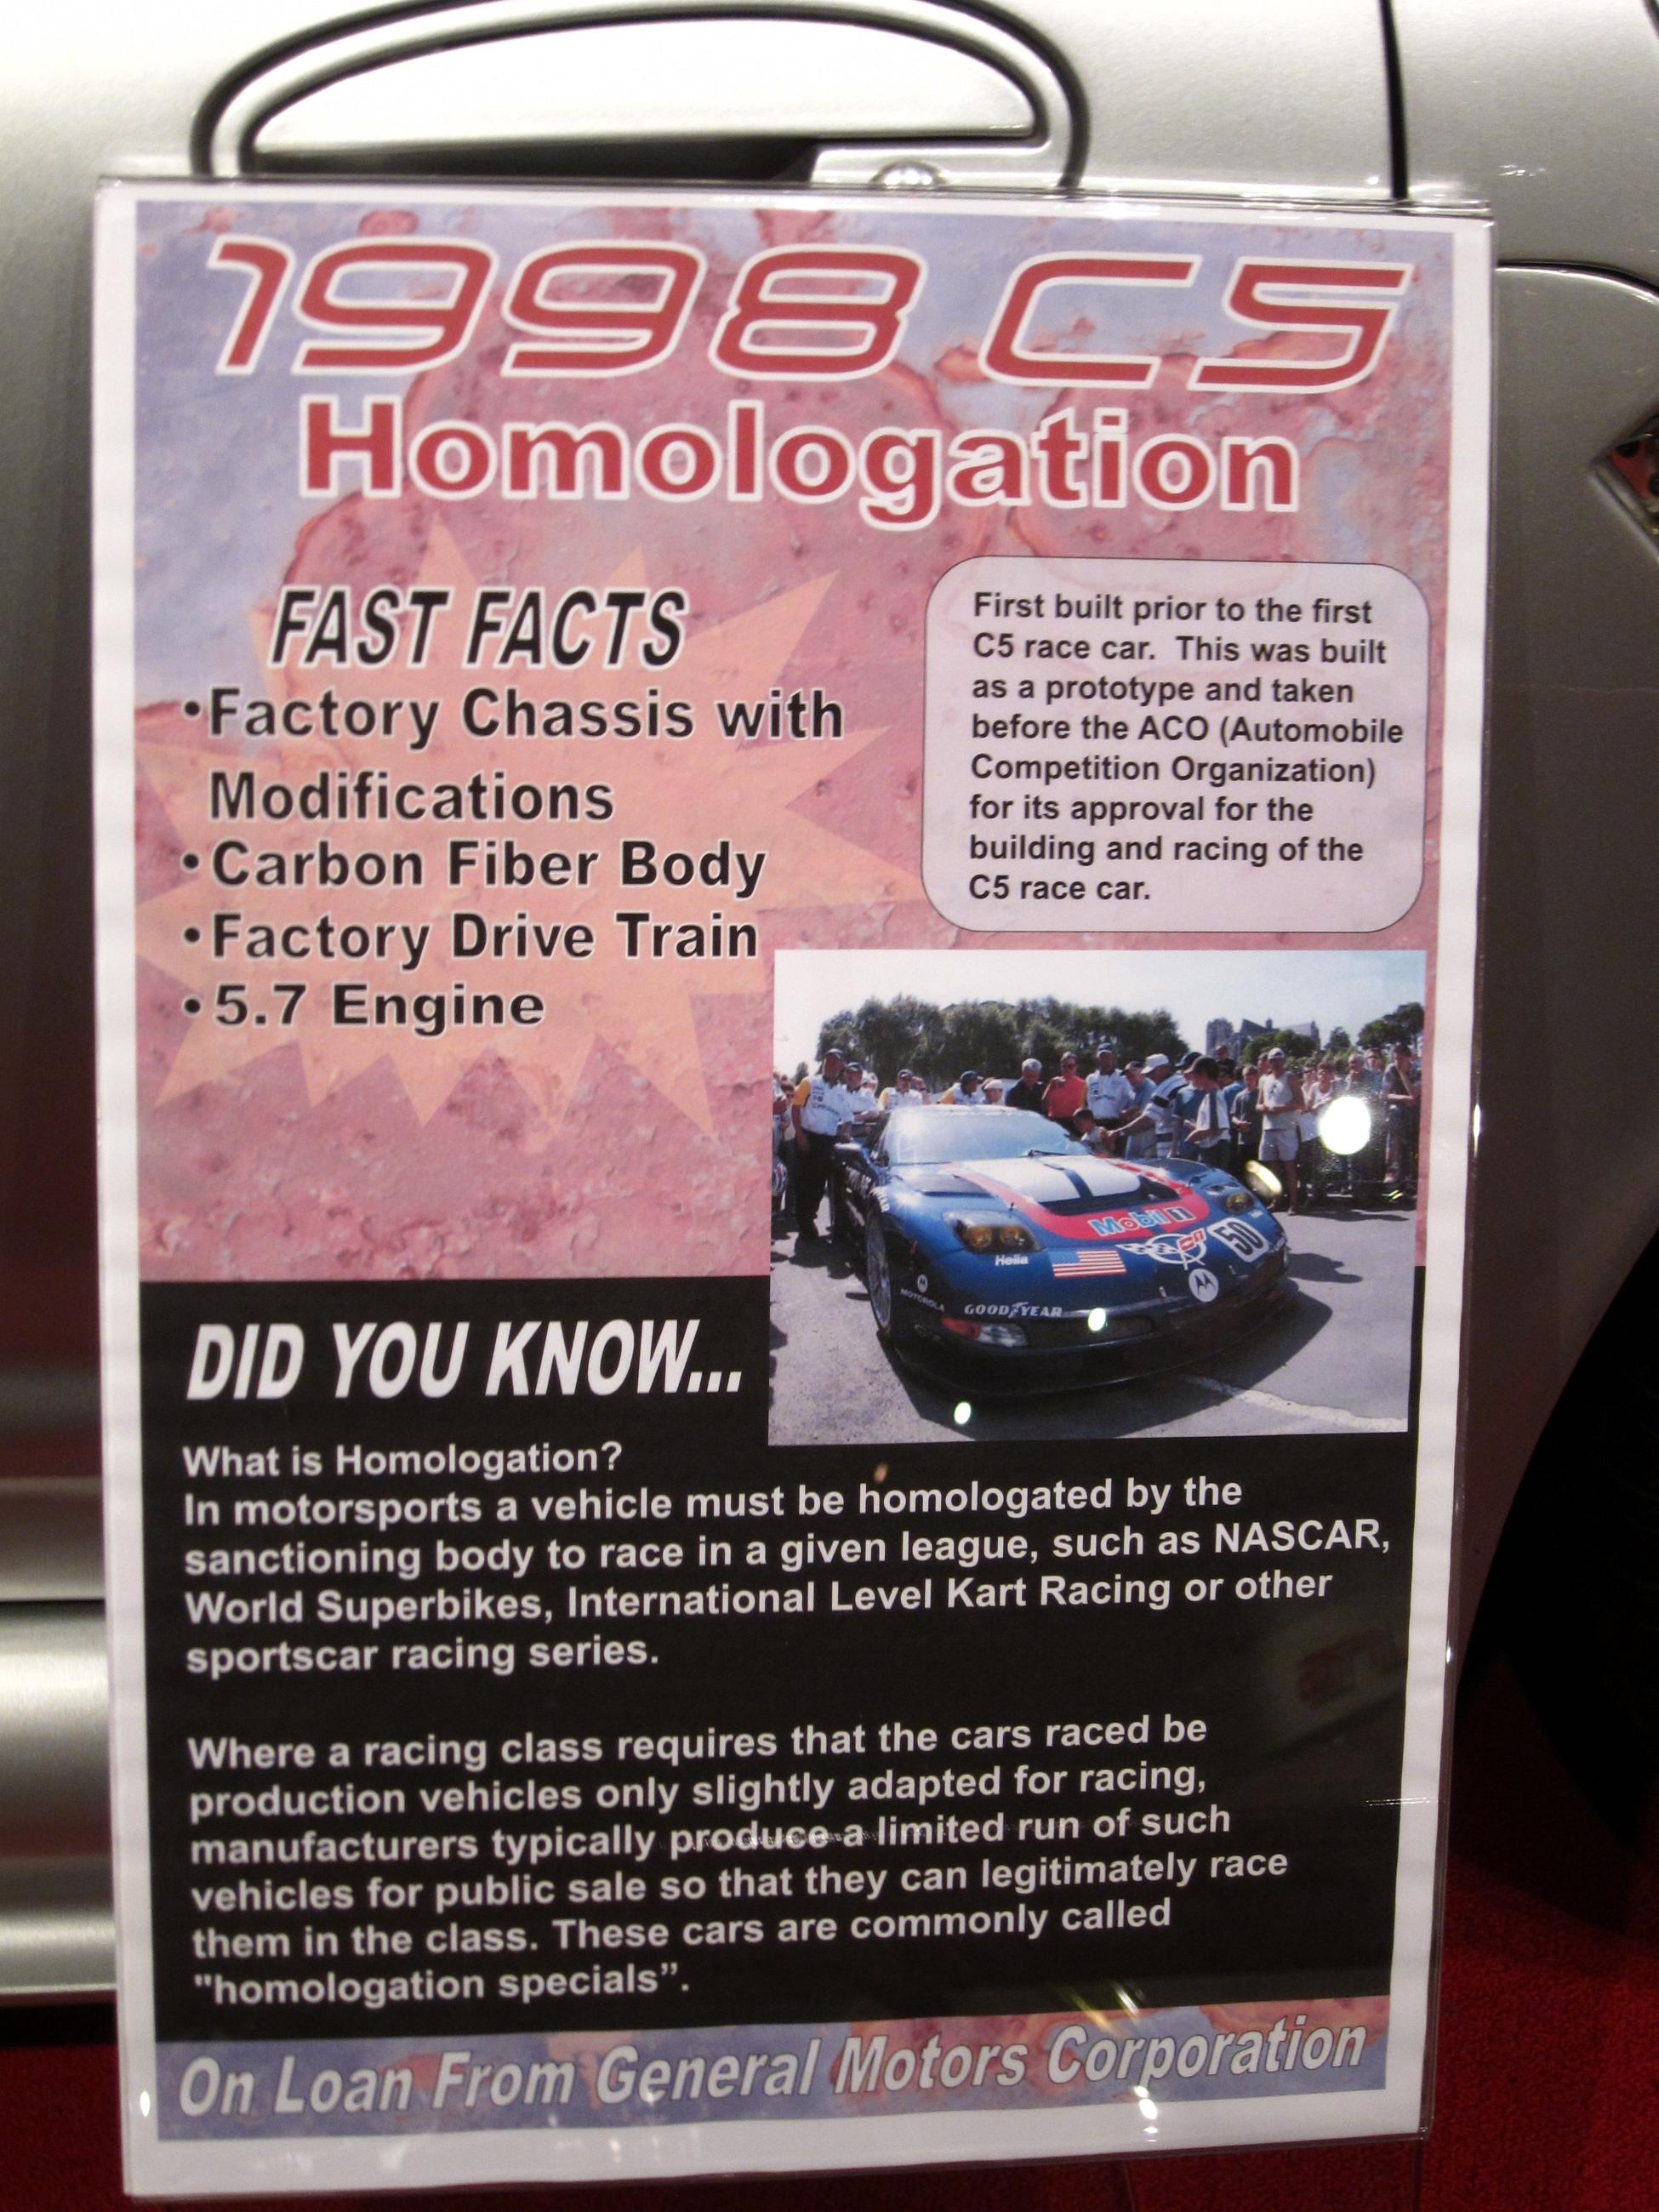 1998 C5
Homologation
FAST FACTS
•Factory Chassis with
Modifications
•Carbon Fiber Body
•Factory Drive Train
•5.7 Engine
First built prior to the first
C5 race car. This was built
as a prototype and taken
before the ACO (Automobile
Competition Organization)
for its approval for the
building and racing of the
C5 race car.
Mobil 1
50
Hella
MOTOROLA
GOODYEAR
DID YOU KNOW...
What is Homologation?
In motorsports a vehicle must be homologated by the
sanctioning body to race in a given league, such as NASCAR,
World Superbikes, International Level Kart Racing or other
sportscar racing series.
Where a racing class requires that the cars raced be
production vehicles only slightly adapted for racing,
manufacturers typically produce a limited run of such
vehicles for public sale so that they can legitimately race
them in the class. These cars are commonly called
"homologation specials”.
On Loan From General Motors Corporation